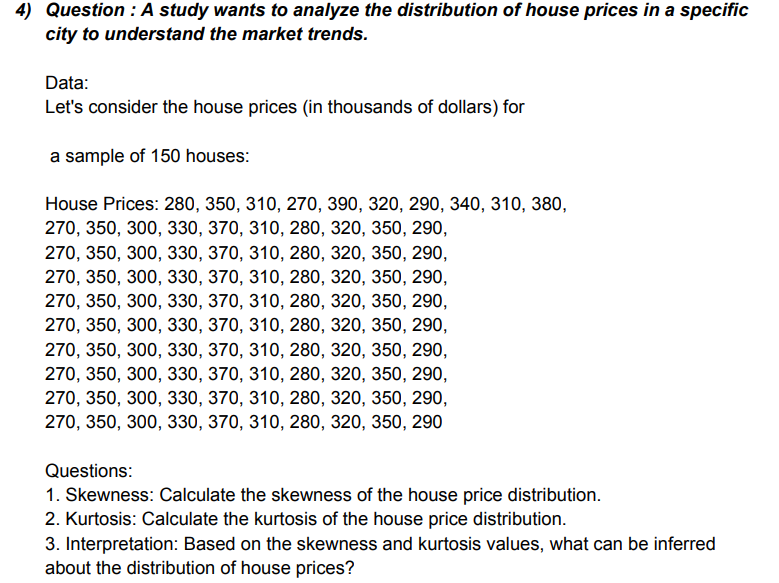 4) Question : A study wants to analyze the distribution of house prices in a specific
city to understand the market trends.
Data:
Let's consider the house prices (in thousands of dollars) for
a sample of 150 houses:
House Prices: 280, 350, 310, 270, 390, 320, 290, 340, 310, 380,
270, 350, 300, 330, 370, 310, 280, 320, 350, 290,
270, 350, 300, 330, 370, 310, 280, 320, 350, 290,
270, 350, 300, 330, 370, 310, 280, 320, 350, 290,
270, 350, 300, 330, 370, 310, 280, 320, 350, 290,
270, 350, 300, 330, 370, 310, 280, 320, 350, 290,
270, 350, 300, 330, 370, 310, 280, 320, 350, 290,
270, 350, 300, 330, 370, 310, 280, 320, 350, 290,
270, 350, 300, 330, 370, 310, 280, 320, 350, 290,
270, 350, 300, 330, 370, 310, 280, 320, 350, 290
Questions:
1. Skewness: Calculate the skewness of the house price distribution.
2. Kurtosis: Calculate the kurtosis of the house price distribution.
3. Interpretation: Based on the skewness and kurtosis values, what can be inferred
about the distribution of house prices?